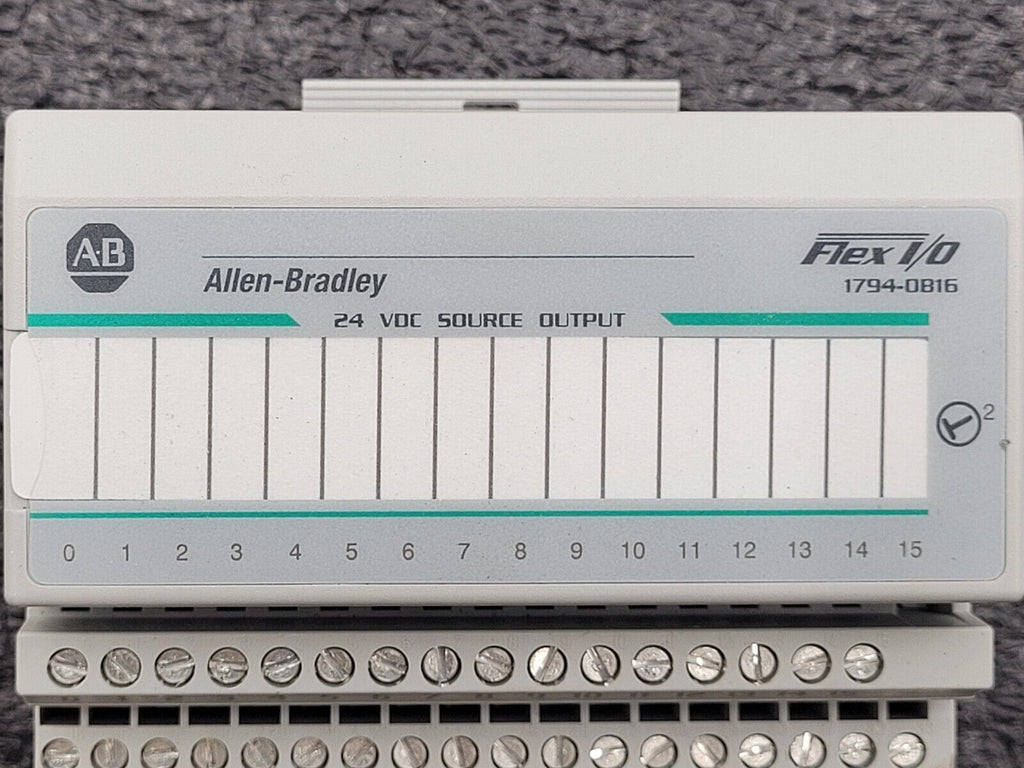 A·B
Allen-Bradley
Flex I/O
1794-OB16
24 VDC SOURCE OUTPUT
2
0 1 2 3 4 5 6 7 8 9 10 11 12 13 14 15